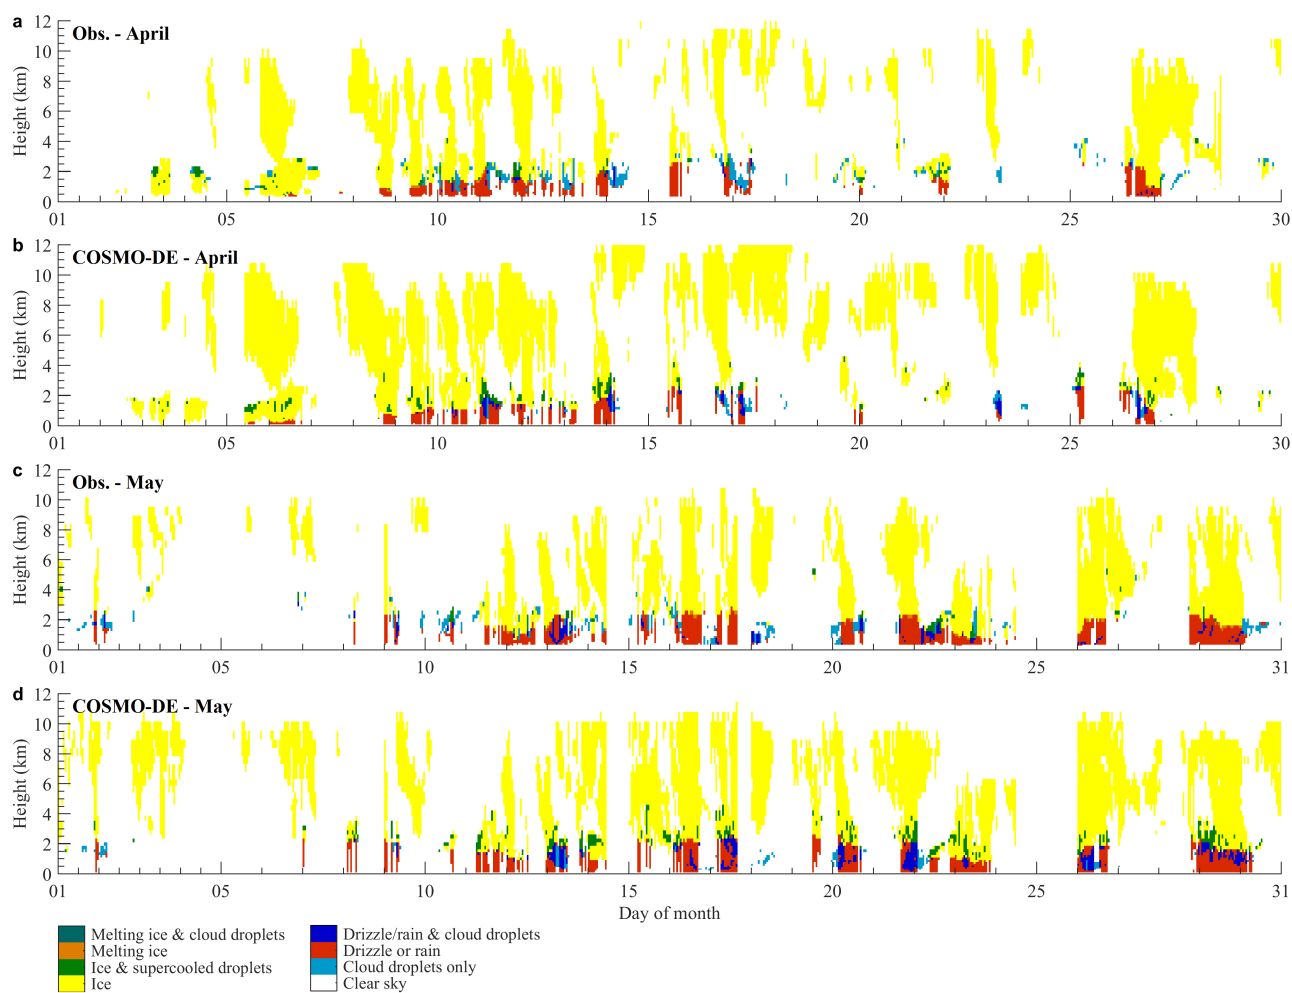 a
Obs. - April
Height (km)
12
10
8
6
4
2
0
01
05
10
15
20
25
30
b
COSMO-DE - April
Height (km)
12
10
8
6
4
2
0
01
05
10
15
20
25
30
c
Obs. - May
Height (km)
12
10
8
6
4
2
0
01
05
10
15
20
25
31
d
COSMO-DE - May
Height (km)
12
10
8
6
4
2
0
01
05
10
15
20
25
31
Day of month
Melting ice & cloud droplets
Melting ice
Ice & supercooled droplets
Ice
Drizzle/rain & cloud droplets
Drizzle or rain
Cloud droplets only
Clear sky